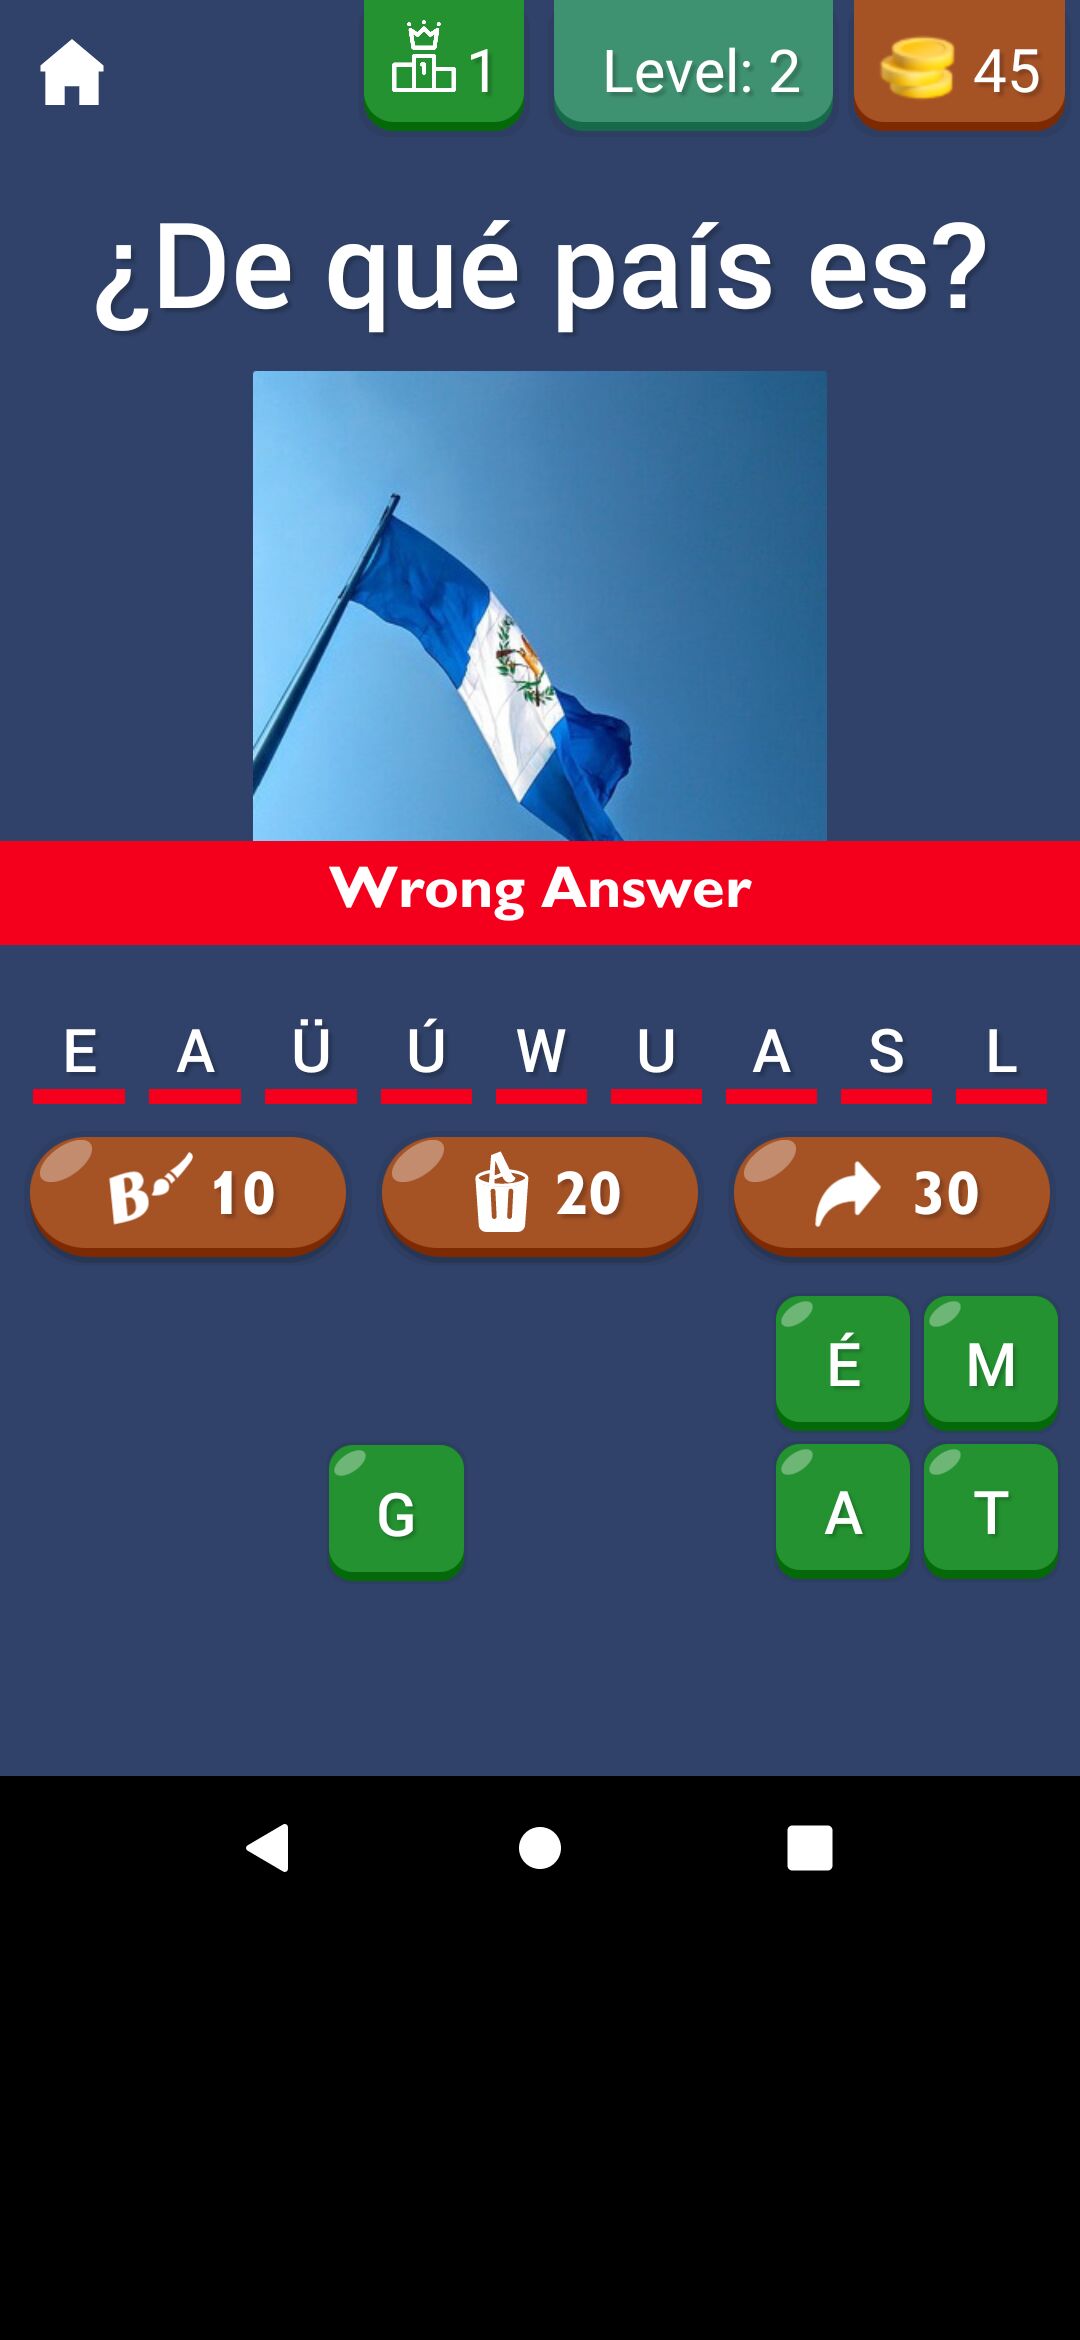 1 Level: 2 45
¿De qué país es?
Wrong Answer
E A Ü Ú W U A S L
B 10 20 30
É M
G A T